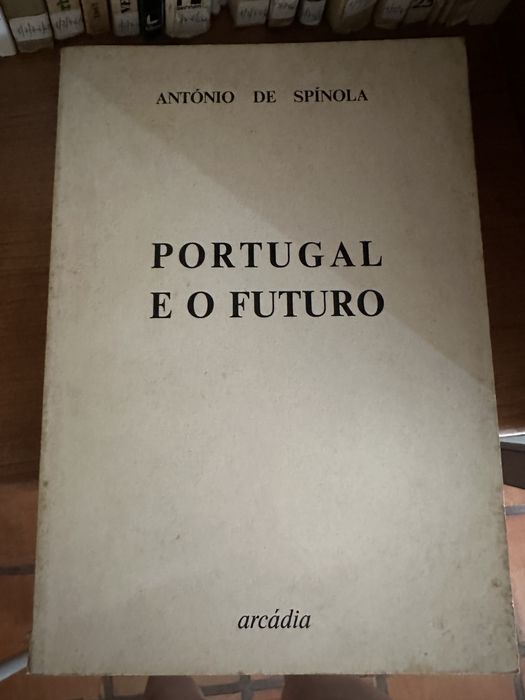 ANTÓNIO DE SPÍNOLA
PORTUGAL
E O FUTURO
arcádia